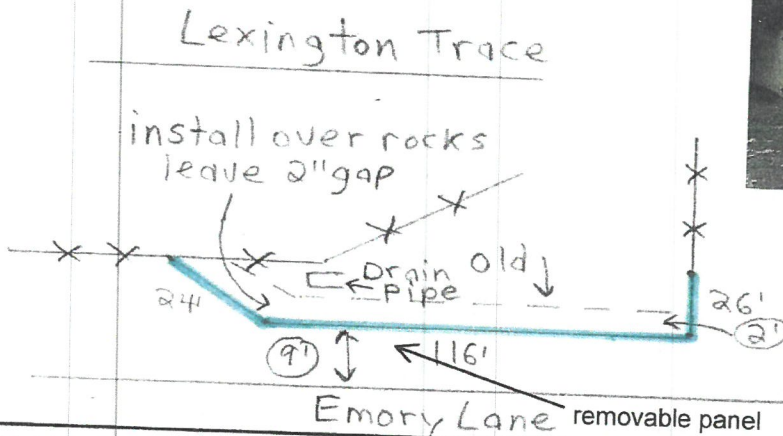 Lexington Trace
install over rocks
leave 2" gap
Drain
pipe
Old
24'
26'
2'
9'
116'
Emory Lane
removable panel